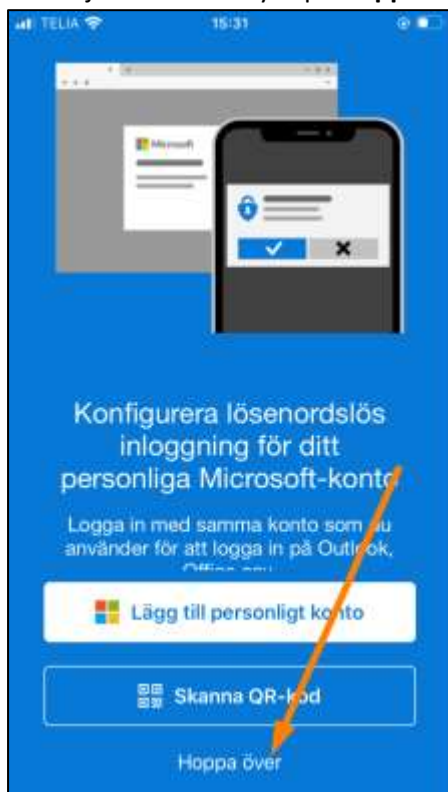 TELIA 15:31
Microsoft
Konfigurera lösenordslös
inloggning för ditt
personliga Microsoft-konto
Logga in med samma konto som du
använder för att logga in på Outlook,
Lägg till personligt konto
Skanna QR-kod
Hoppa över